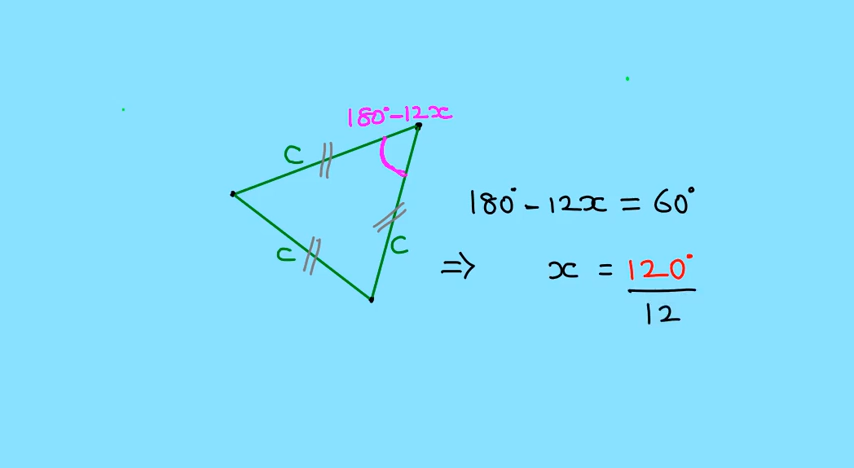 180° - 12x
C
C
C
180° - 12x = 60°
⇒ x = 120°
12